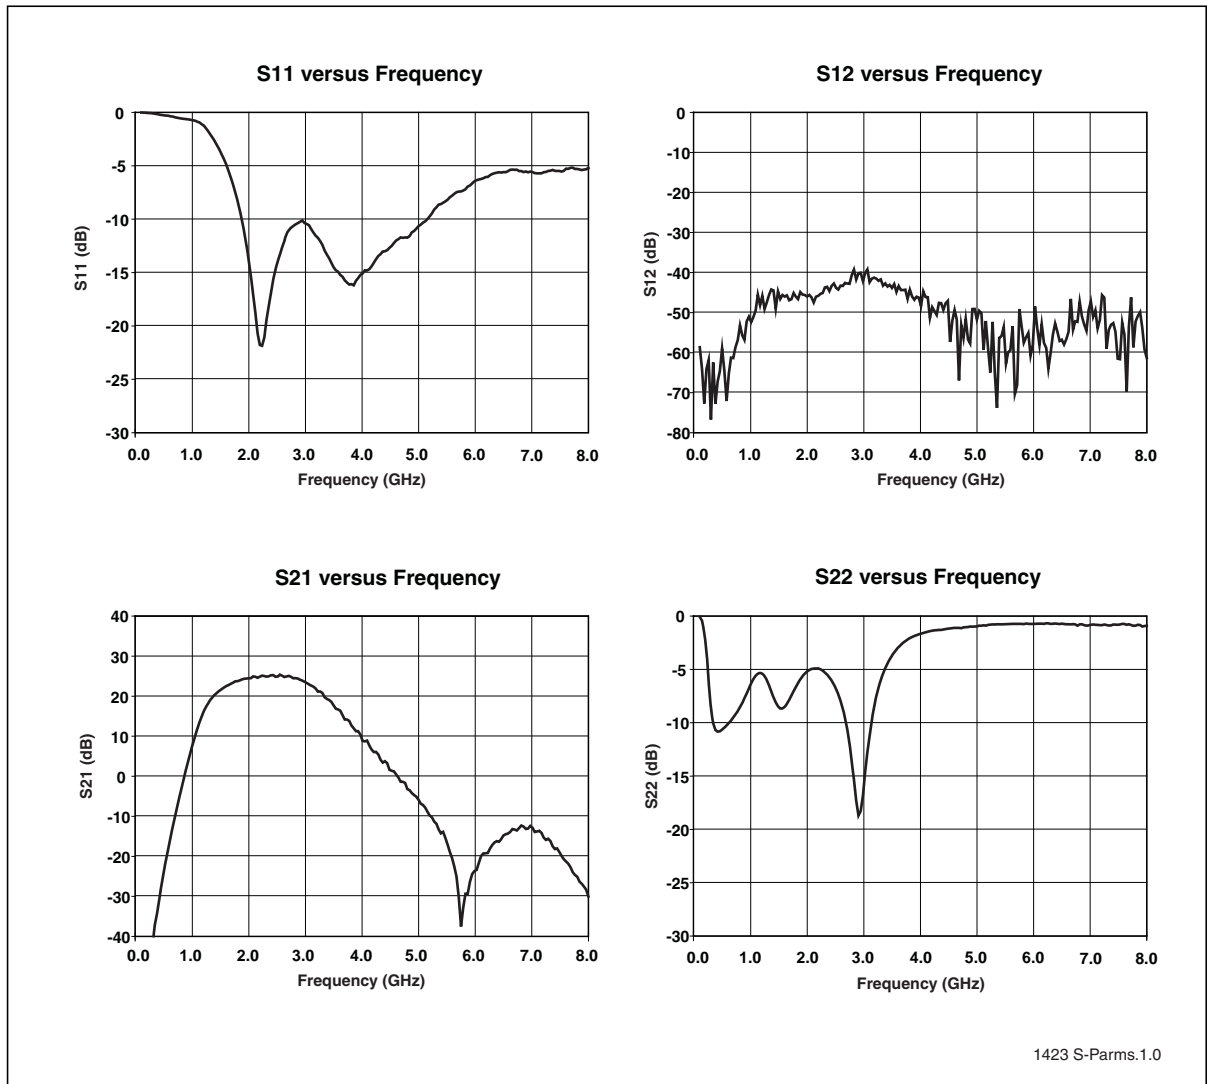 S11 versus Frequency
0
-5
-10
-15
-20
-25
-30
S11 (dB)
0.0 1.0 2.0 3.0 4.0 5.0 6.0 7.0 8.0
Frequency (GHz)
S12 versus Frequency
0
-10
-20
-30
-40
-50
-60
-70
-80
S12 (dB)
0.0 1.0 2.0 3.0 4.0 5.0 6.0 7.0 8.0
Frequency (GHz)
S21 versus Frequency
40
30
20
10
0
-10
-20
-30
-40
S21 (dB)
0.0 1.0 2.0 3.0 4.0 5.0 6.0 7.0 8.0
Frequency (GHz)
S22 versus Frequency
0
-5
-10
-15
-20
-25
-30
S22 (dB)
0.0 1.0 2.0 3.0 4.0 5.0 6.0 7.0 8.0
Frequency (GHz)
1423 S-Parms.1.0